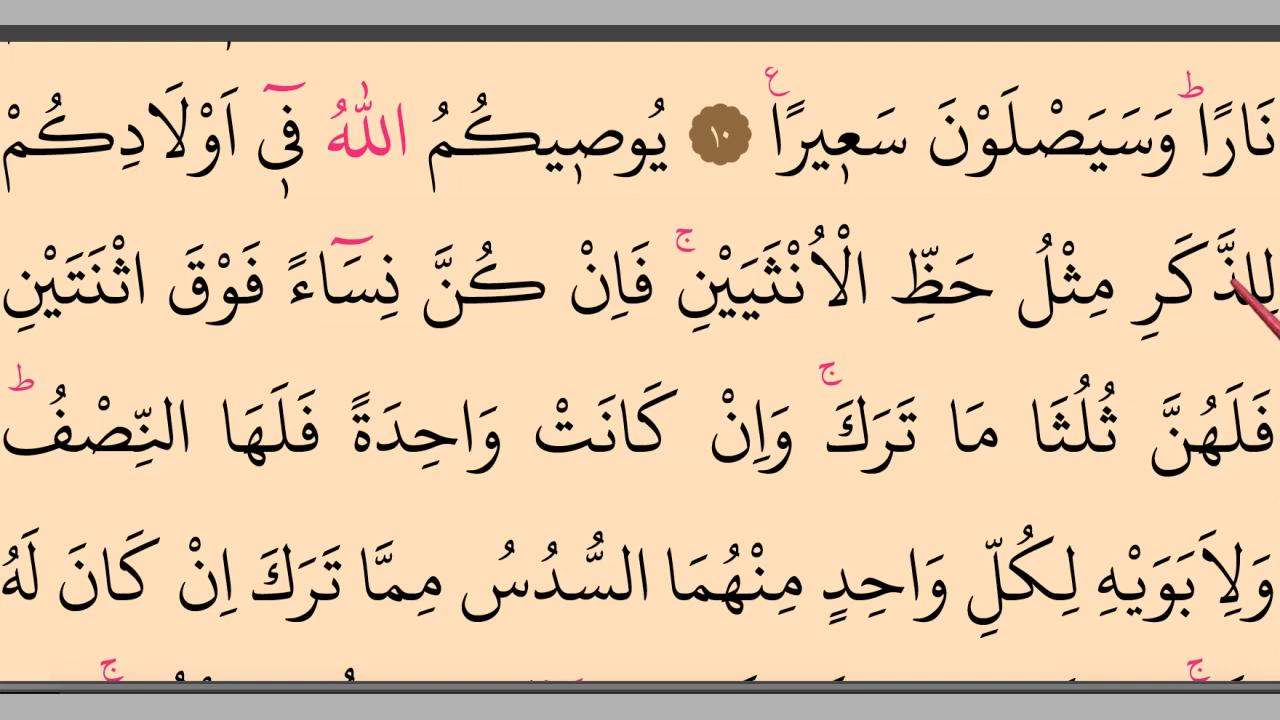 نَارًاۜ وَسَيَصْلَوْنَ سَعٖيرًا ࣖ ﴿١٠﴾ يُوصٖيكُمُ اللّٰهُ فٖٓي اَوْلَادِكُمْ
لِلذَّكَرِ مِثْلُ حَظِّ الْاُنْثَيَيْنِۚ فَاِنْ كُنَّ نِسَٓاءً فَوْقَ اثْنَتَيْنِ
فَلَهُنَّ ثُلُثَا مَا تَرَكَۚ وَاِنْ كَانَتْ وَاحِدَةً فَلَهَا النِّصْفُؕ
وَلِاَبَوَيْهِ لِكُلِّ وَاحِدٍ مِنْهُمَا السُّدُسُ مِمَّا تَرَكَ اِنْ كَانَ لَهُ